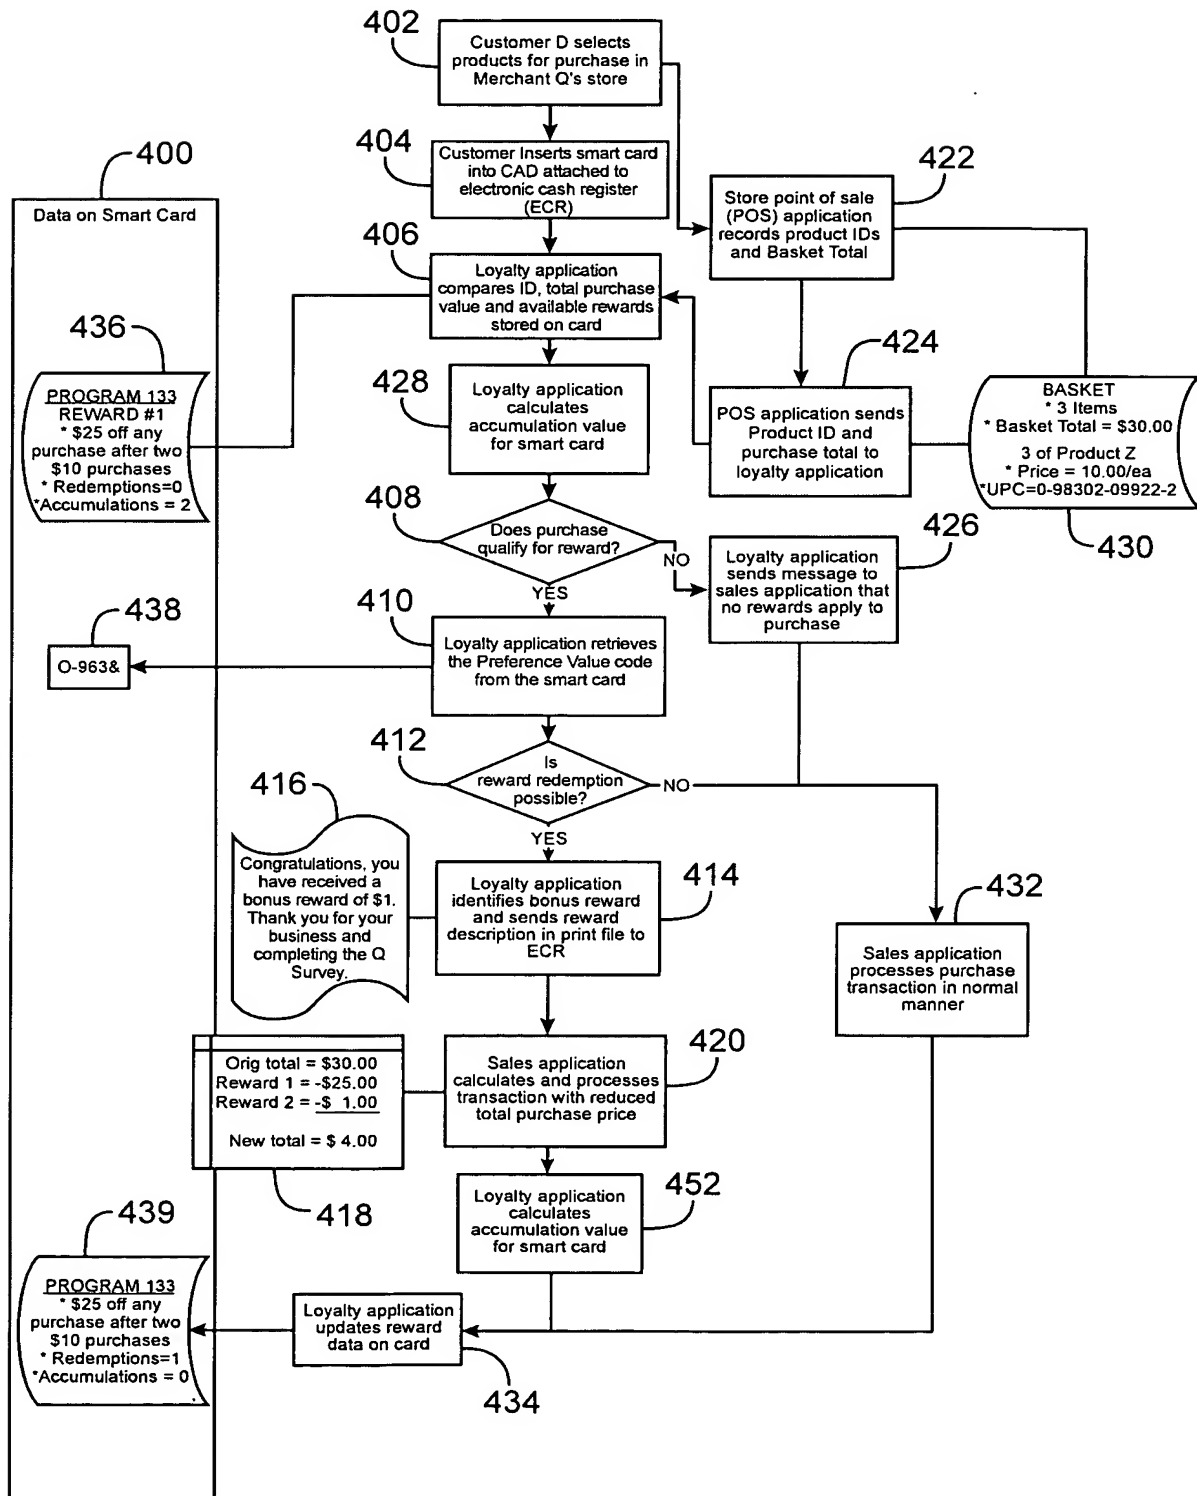 402
Customer D selects
products for purchase in
Merchant Q's store
400
404
Customer Inserts smart card
into CAD attached to
electronic cash register
(ECR)
422
Store point of sale
(POS) application
records product IDs
and Basket Total
Data on Smart Card
406
Loyalty application
compares ID, total purchase
value and available rewards
stored on card
436
PROGRAM 133
REWARD #1
* $25 off any
purchase after two
$10 purchases
* Redemptions=0
*Accumulations = 2
428
Loyalty application
calculates
accumulation value
for smart card
424
POS application sends
Product ID and
purchase total to
loyalty application
BASKET
* 3 Items
* Basket Total = $30.00
3 of Product Z
* Price = 10.00/ea
*UPC=0-98302-09922-2
430
408
Does purchase
qualify for reward?
NO
YES
426
Loyalty application
sends message to
sales application that
no rewards apply to
purchase
438
O-963&
410
Loyalty application retrieves
the Preference Value code
from the smart card
412
Is
reward redemption
possible?
NO
YES
416
Congratulations, you
have received a
bonus reward of $1.
Thank you for your
business and
completing the Q
Survey.
414
Loyalty application
identifies bonus reward
and sends reward
description in print file to
ECR
432
Sales application
processes purchase
transaction in normal
manner
Orig total = $30.00
Reward 1 = -$25.00
Reward 2 = -$ 1.00
New total = $ 4.00
418
420
Sales application
calculates and processes
transaction with reduced
total purchase price
452
Loyalty application
calculates
accumulation value
for smart card
439
PROGRAM 133
* $25 off any
purchase after two
$10 purchases
* Redemptions=1
*Accumulations = 0
Loyalty application
updates reward
data on card
434